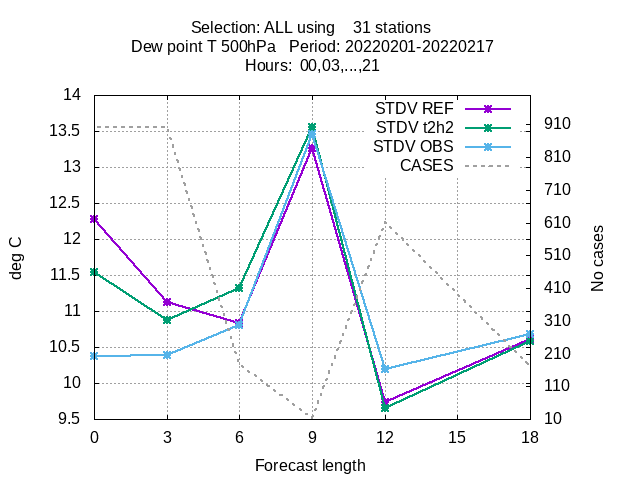 Selection: ALL using    31 stations
Dew point T 500hPa   Period: 20220201-20220217
Hours:  00,03,...,21
STDV REF
STDV t2h2
STDV OBS
CASES
14
13.5
13
12.5
12
11.5
11
10.5
10
9.5
deg C
910
810
710
610
510
410
310
210
110
10
No cases
0 3 6 9 12 15 18
Forecast length